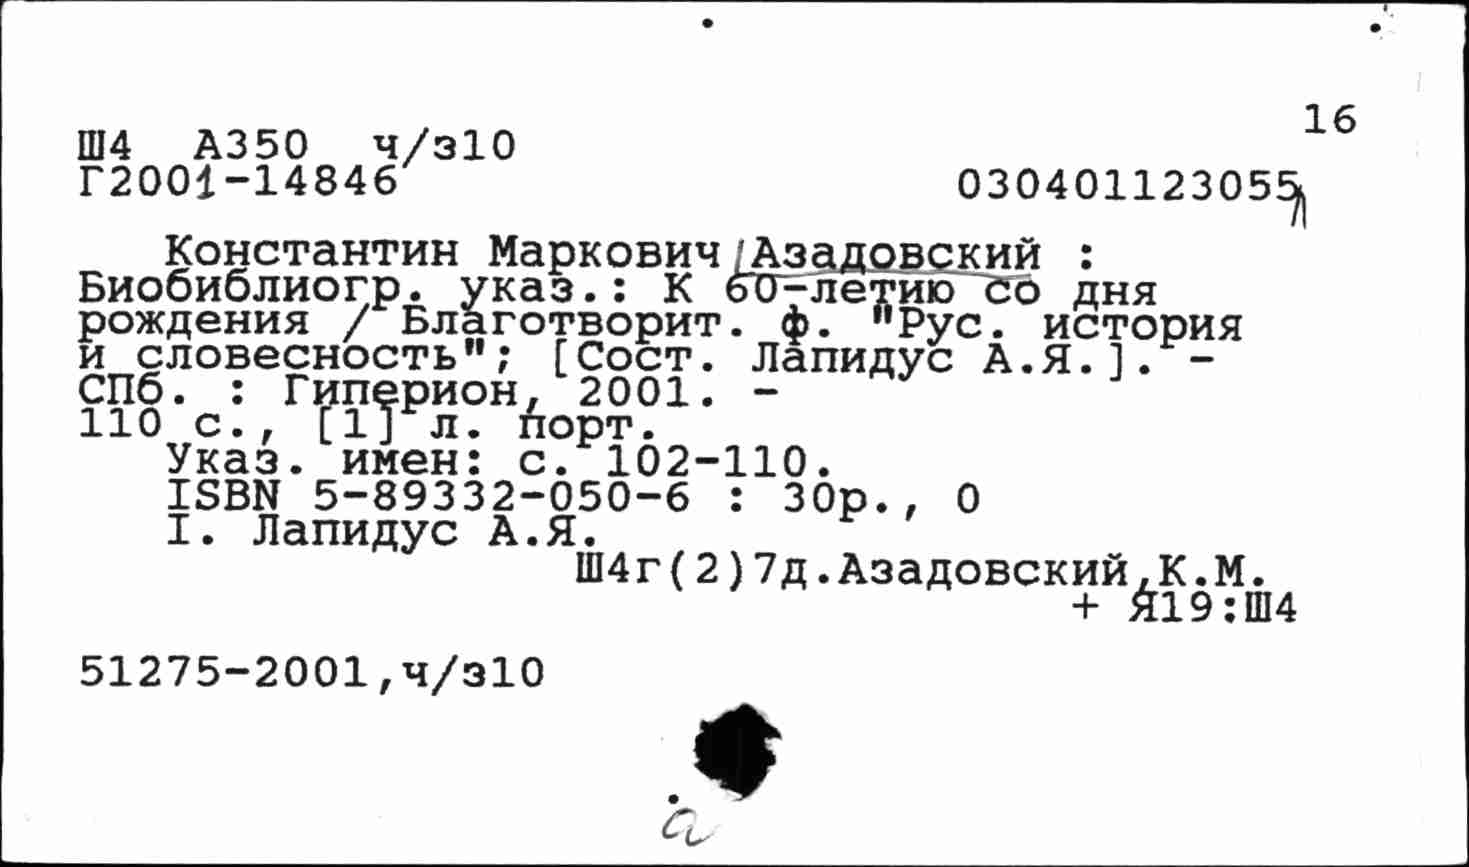 16
Ш4 А350 ч/з10
Г2001-14846
030401123055
Константин Маркович/Азадовский :
Биобиблиогр. указ.: К 60-летию со дня
рождения / Благотворит. ф. "Рус. история
и словесность"; [Сост. Лапидус А.Я.]. -
СПб. : Гиперион, 2001. -
110 с., [1] л. порт.
Указ. имен: с. 102-110.
ISBN 5-89332-050-6 : 30р., 0
I. Лапидус А.Я.
Ш4г(2)7д.Азадовский,К.М.
+ Я19:Ш4
51275-2001,ч/з10
а